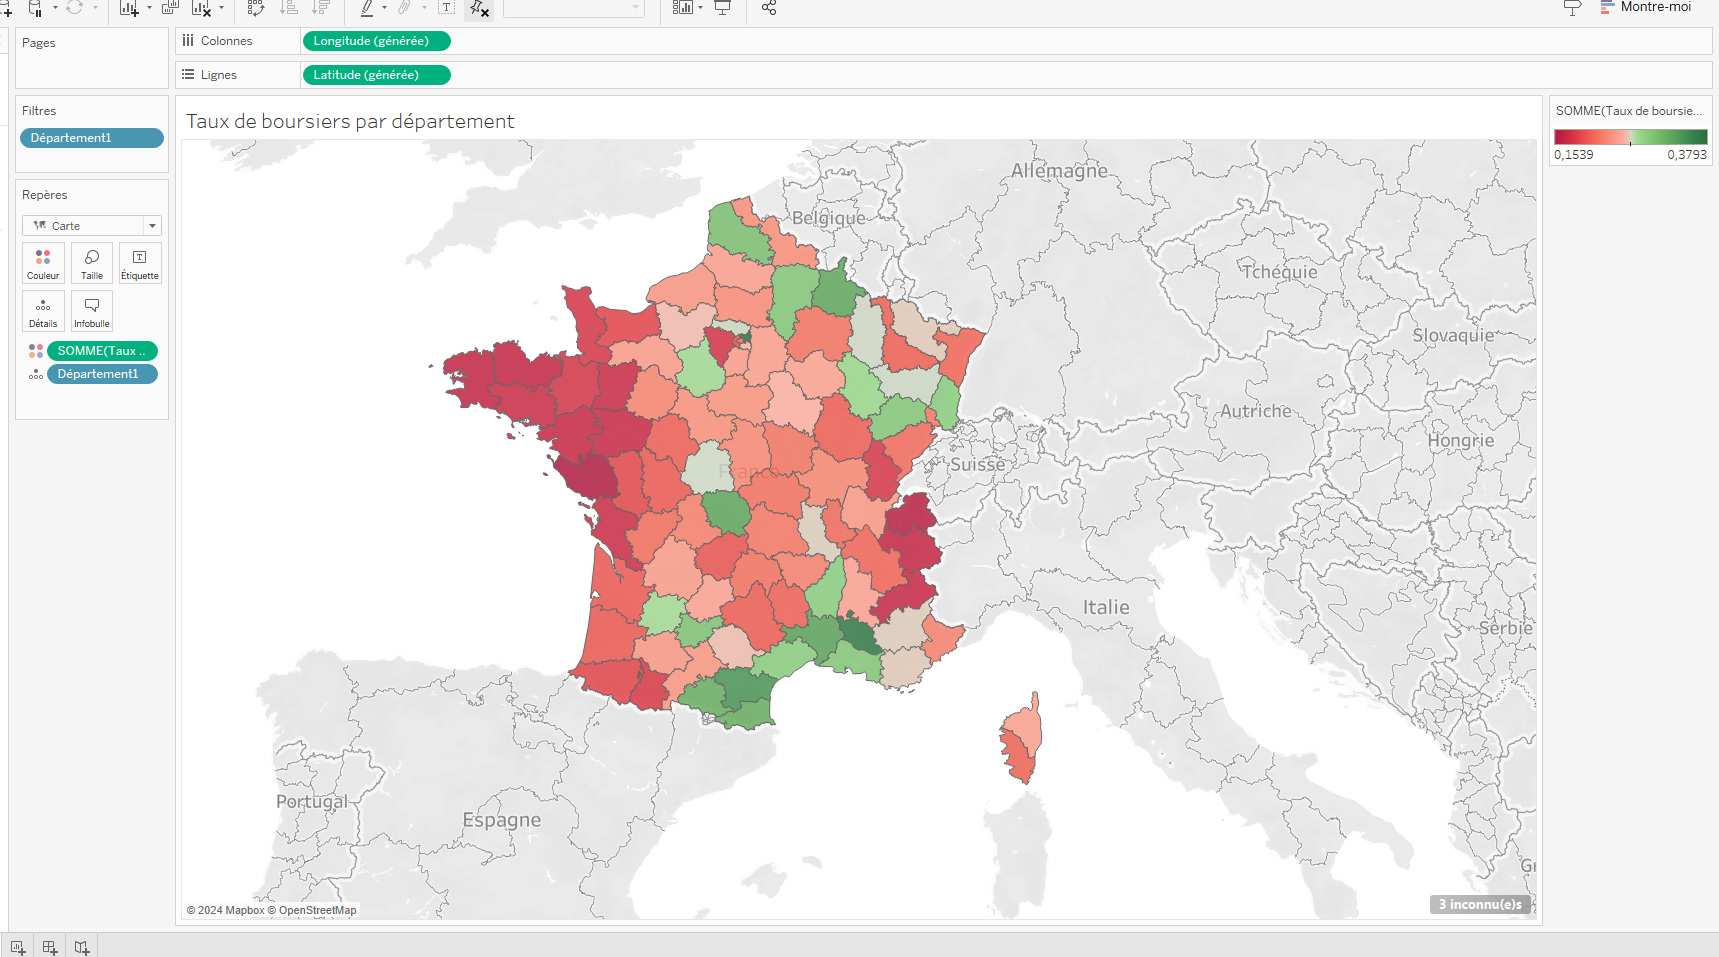 Montre-moi
Pages
Colonnes
Longitude (générée)
Lignes
Latitude (générée)
Filtres
Département1
Repères
Carte
Couleur
Taille
Étiquette
Détails
Infobulle
SOMME(Taux ..
Département1
Taux de boursiers par département
Allemagne
Belgique
Tchéquie
Slovaquie
Autriche
Hongrie
France
Suisse
Italie
Serbie
Portugal
Espagne
Gr
© 2024 Mapbox © OpenStreetMap
3 inconnu(e)s
SOMME(Taux de boursie...
0,1539
0,3793